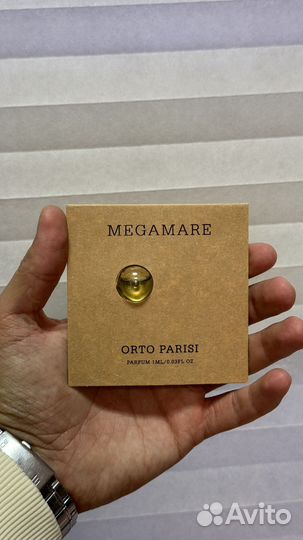 MEGAMARE
ORTO PARISI
PARFUM 1ML/0.03FL OZ.
Avito